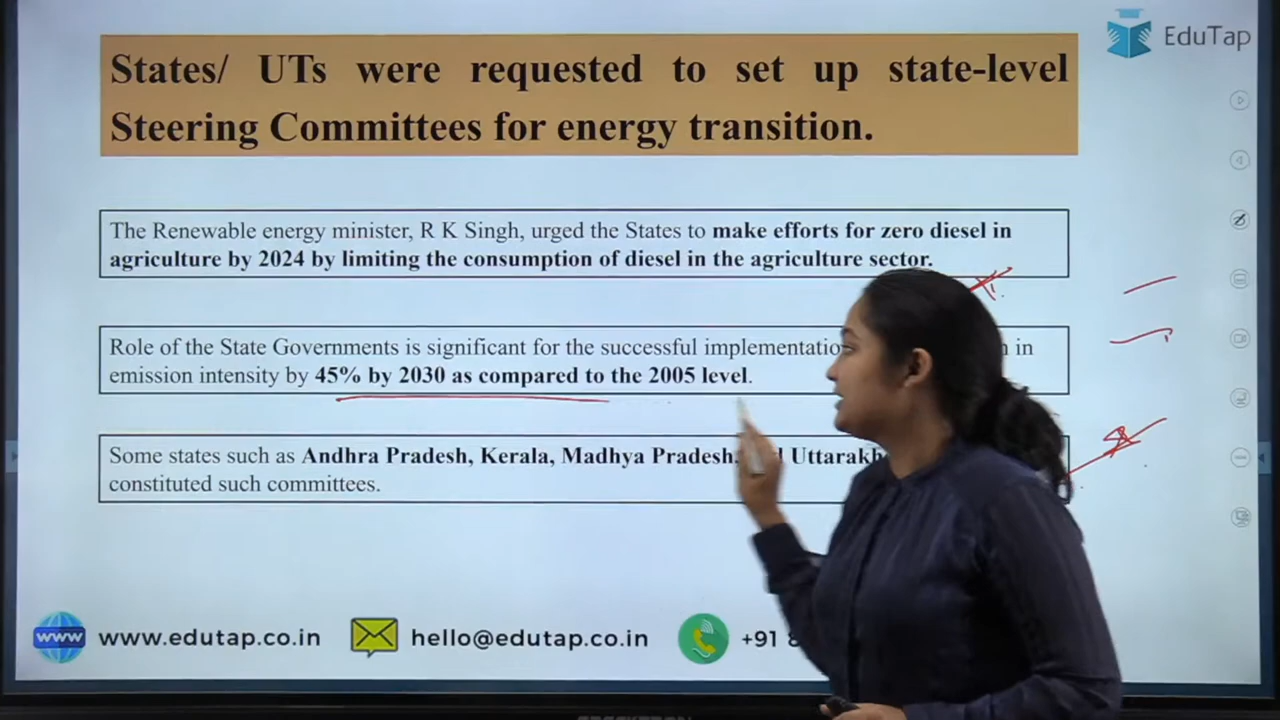 EduTap
States/ UTs were requested to set up state-level
Steering Committees for energy transition.
The Renewable energy minister, R K Singh, urged the States to make efforts for zero diesel in
agriculture by 2024 by limiting the consumption of diesel in the agriculture sector.
Role of the State Governments is significant for the successful in
emission intensity by 45% by 2030 as compared to the 2005 level.
Some states such as Andhra Pradesh, Kerala, Madhya Pradesh,
constituted such committees.
www
www.edutap.co.in
hello@edutap.co.in
+91